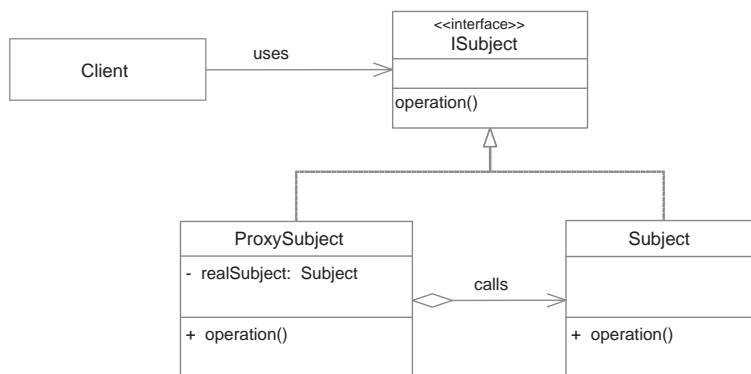 <<interface>>
ISubject
uses
Client
operation()
ProxySubject
- realSubject: Subject
+ operation()
calls
Subject
+ operation()